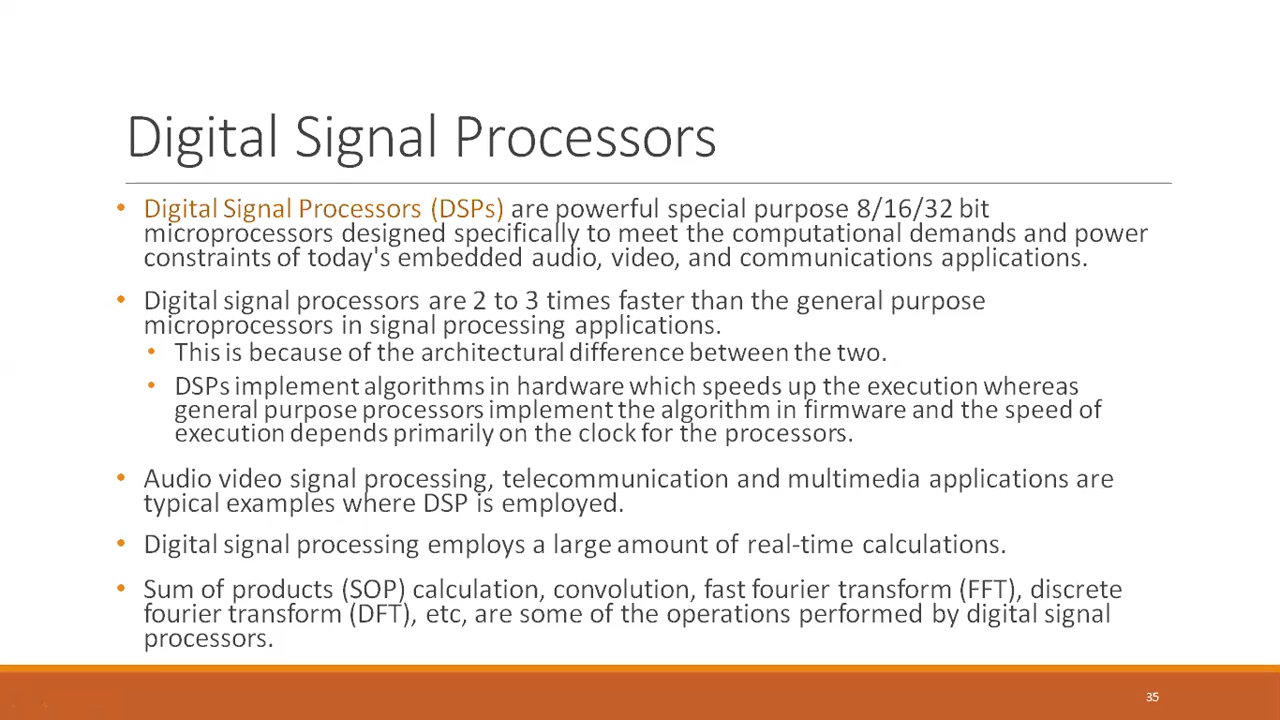 Digital Signal Processors
• Digital Signal Processors (DSPs) are powerful special purpose 8/16/32 bit
microprocessors designed specifically to meet the computational demands and power
constraints of today's embedded audio, video, and communications applications.
• Digital signal processors are 2 to 3 times faster than the general purpose
microprocessors in signal processing applications.
• This is because of the architectural difference between the two.
• DSPs implement algorithms in hardware which speeds up the execution whereas
general purpose processors implement the algorithm in firmware and the speed of
execution depends primarily on the clock for the processors.
• Audio video signal processing, telecommunication and multimedia applications are
typical examples where DSP is employed.
• Digital signal processing employs a large amount of real-time calculations.
• Sum of products (SOP) calculation, convolution, fast fourier transform (FFT), discrete
fourier transform (DFT), etc, are some of the operations performed by digital signal
processors.
35